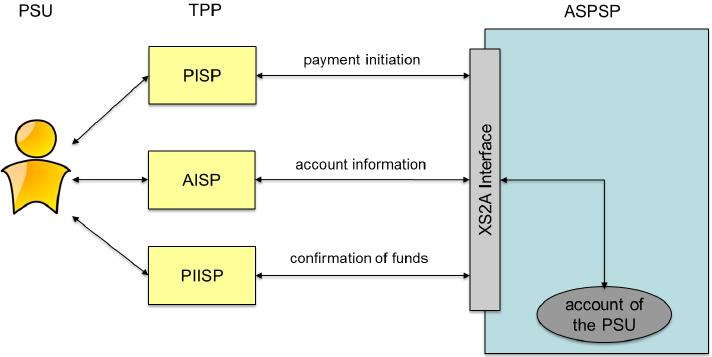 PSU
TPP
ASPSP
PISP
payment initiation
AISP
account information
XS2A Interface
PIISP
confirmation of funds
account of
the PSU